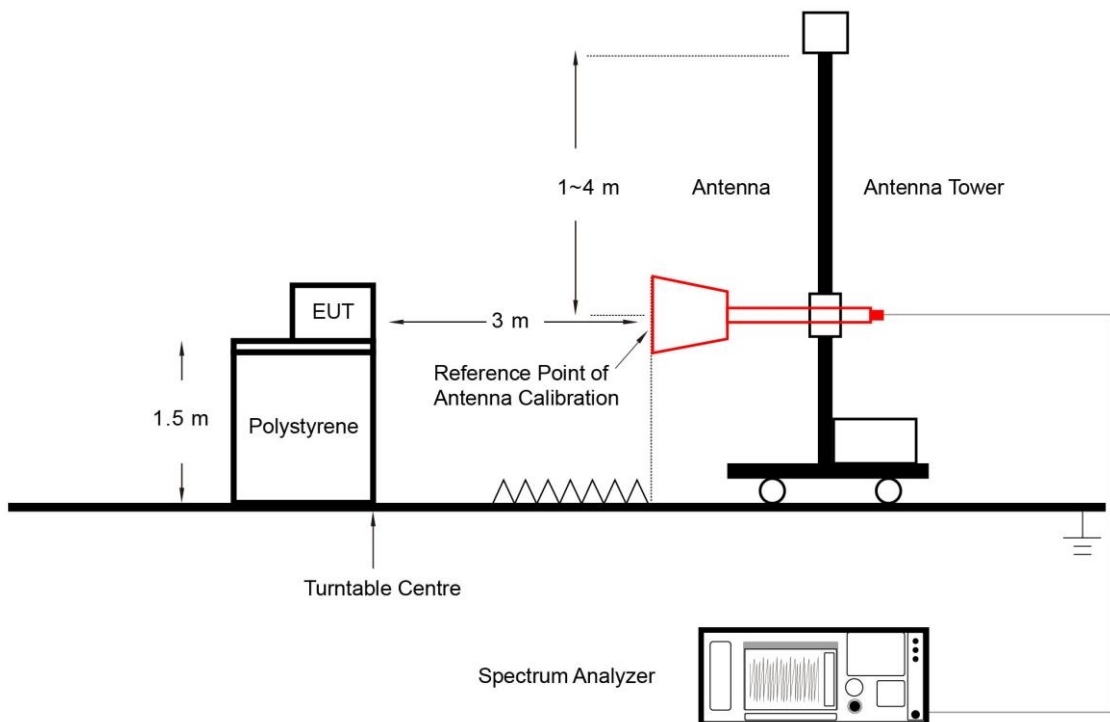 1~4 m
Antenna
Antenna Tower
EUT
3 m
Reference Point of
Antenna Calibration
1.5 m
Polystyrene
Turntable Centre
Spectrum Analyzer